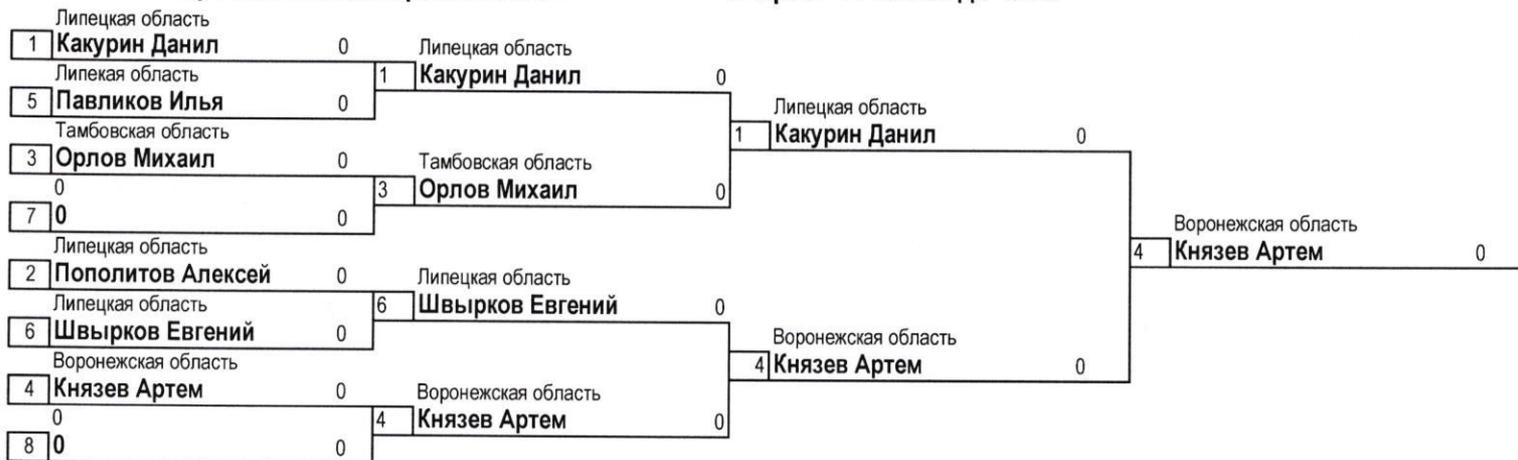 Липецкая область
1 Какурин Данил 0
Липекая область
5 Павликов Илья 0
Тамбовская область
3 Орлов Михаил 0
0
7 0 0
Липецкая область
2 Пополитов Алексей 0
Липецкая область
6 Швырков Евгений 0
Воронежская область
4 Князев Артем 0
0
8 0 0
Липецкая область
1 Какурин Данил 0
Тамбовская область
3 Орлов Михаил 0
Липецкая область
6 Швырков Евгений 0
Воронежская область
4 Князев Артем 0
Липецкая область
1 Какурин Данил 0
Воронежская область
4 Князев Артем 0
Воронежская область
4 Князев Артем 0